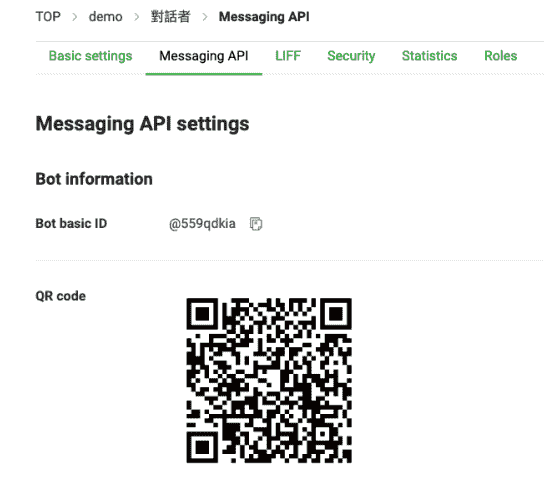 TOP > demo > 對話者 > Messaging API
Basic settings Messaging API LIFF Security Statistics Roles
Messaging API settings
Bot information
Bot basic ID @559qdkia
QR code